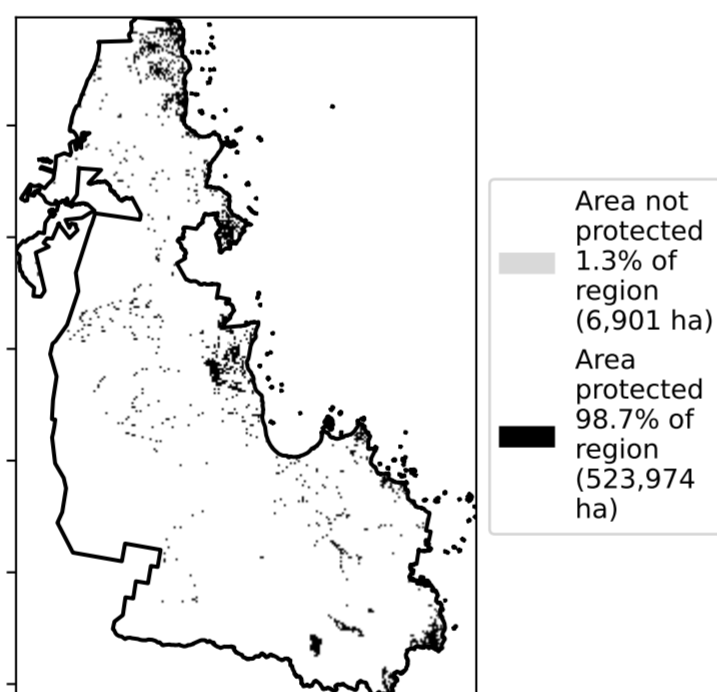 Area not
protected
1.3% of
region
(6,901 ha)
Area
protected
98.7% of
region
(523,974
ha)